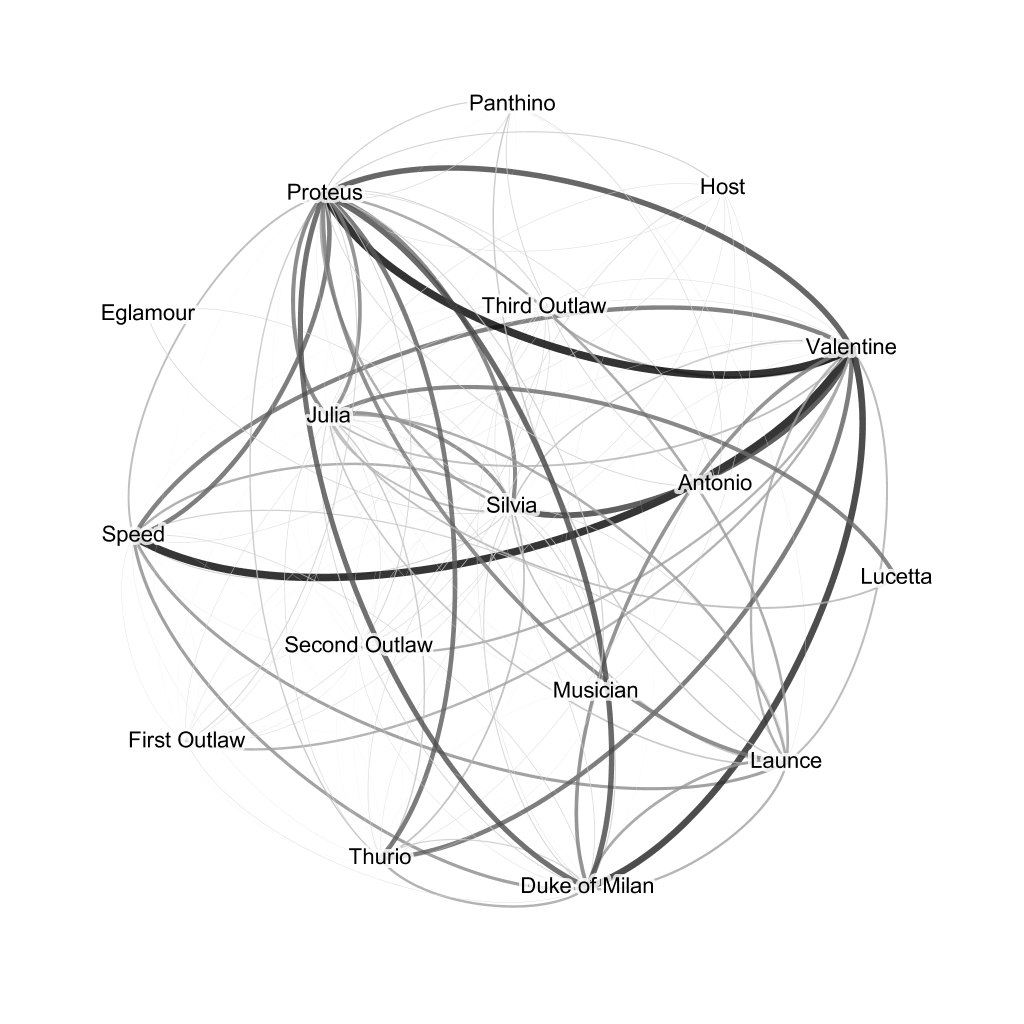 Panthino
Host
Proteus
Third Outlaw
Eglamour
Valentine
Julia
Antonio
Silvia
Speed
Lucetta
Second Outlaw
Musician
First Outlaw
Launce
Thurio
Duke of Milan